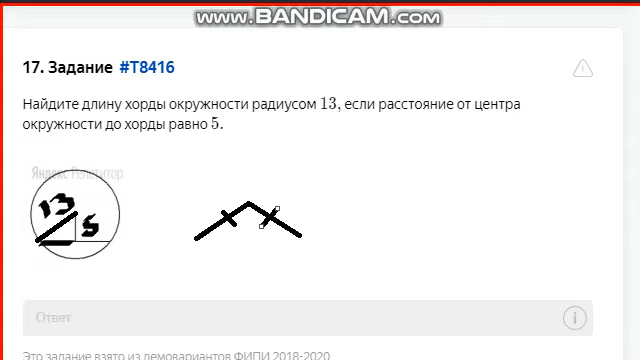 www.BANDICAM.com
17. Задание #T8416
Найдите длину хорды окружности радиусом 13, если расстояние от центра
окружности до хорды равно 5.
Яндекс Репетитор
13
5
Ответ
Это задание взято из демовариантов ФИПИ 2018-2020